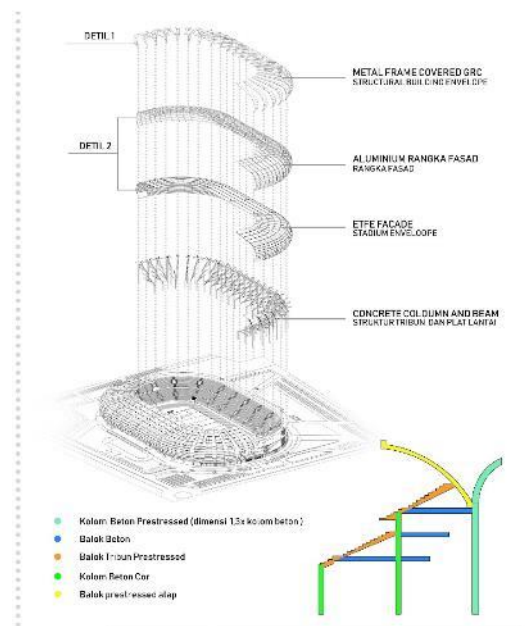 DETIL 1
METAL FRAME COVERED GRC
STRUCTURAL BUILDING ENVELOPE
DETIL 2
ALUMINIUM RANGKA FASAD
RANGKA FASAD
ETFE FACADE
STADIUM ENVELOOPE
CONCRETE COLDUMN AND BEAM
STRUKTUR TRIBUN DAN PLAT LANTAI
Kolom Beton Prestressed (dimensi 1,3x kolom beton )
Balok Beton
Balok Tribun Prestressed
Kolom Beton Cor
Balok prestressed atap